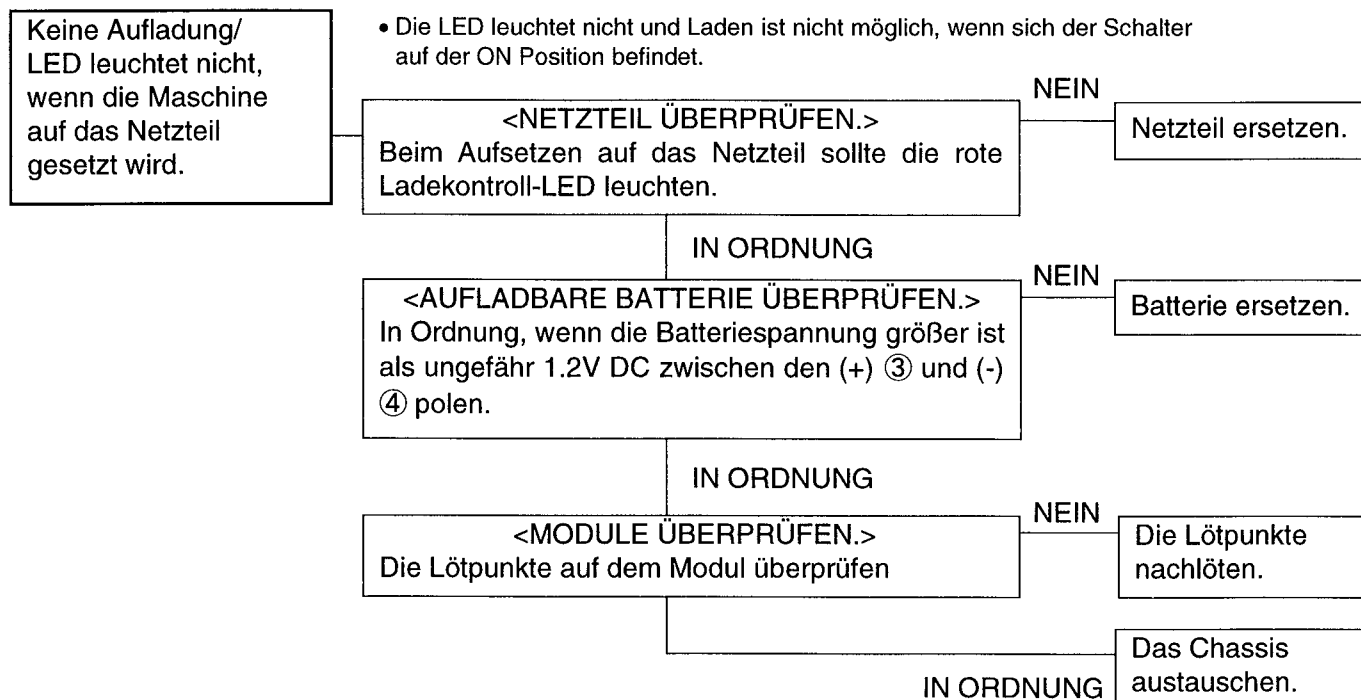 Keine Aufladung/
LED leuchtet nicht,
wenn die Maschine
auf das Netzteil
gesetzt wird.
• Die LED leuchtet nicht und Laden ist nicht möglich, wenn sich der Schalter
auf der ON Position befindet.
<NETZTEIL ÜBERPRÜFEN.>
Beim Aufsetzen auf das Netzteil sollte die rote
Ladekontroll-LED leuchten.
NEIN
Netzteil ersetzen.
IN ORDNUNG
<AUFLADBARE BATTERIE ÜBERPRÜFEN.>
In Ordnung, wenn die Batteriespannung größer ist
als ungefähr 1.2V DC zwischen den (+) ③ und (-)
④ polen.
NEIN
Batterie ersetzen.
IN ORDNUNG
<MODULE ÜBERPRÜFEN.>
Die Lötpunkte auf dem Modul überprüfen
NEIN
Die Lötpunkte
nachlöten.
IN ORDNUNG
Das Chassis
austauschen.